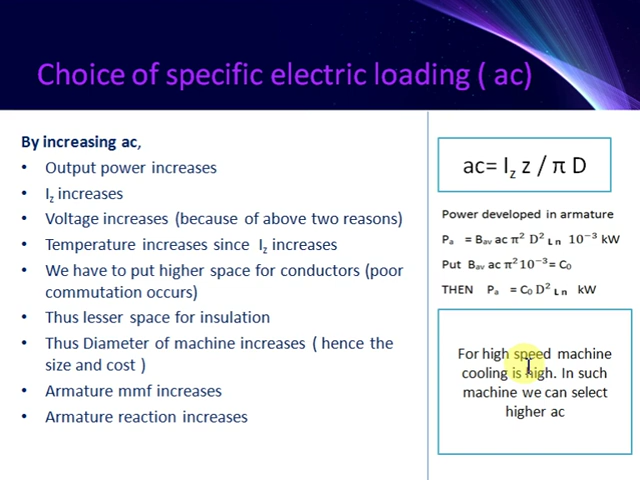 Choice of specific electric loading ( ac)
By increasing ac,
• Output power increases
• Iz increases
• Voltage increases (because of above two reasons)
• Temperature increases since Iz increases
• We have to put higher space for conductors (poor
commutation occurs)
• Thus lesser space for insulation
• Thus Diameter of machine increases ( hence the
size and cost )
• Armature mmf increases
• Armature reaction increases
ac= Iz z / π D
Power developed in armature
Pa = Bav ac π² D² L n 10⁻³ kW
Put Bav ac π²10⁻³= C₀
THEN Pa = C₀ D² L n kW
For high speed machine
cooling is high. In such
machine we can select
higher ac